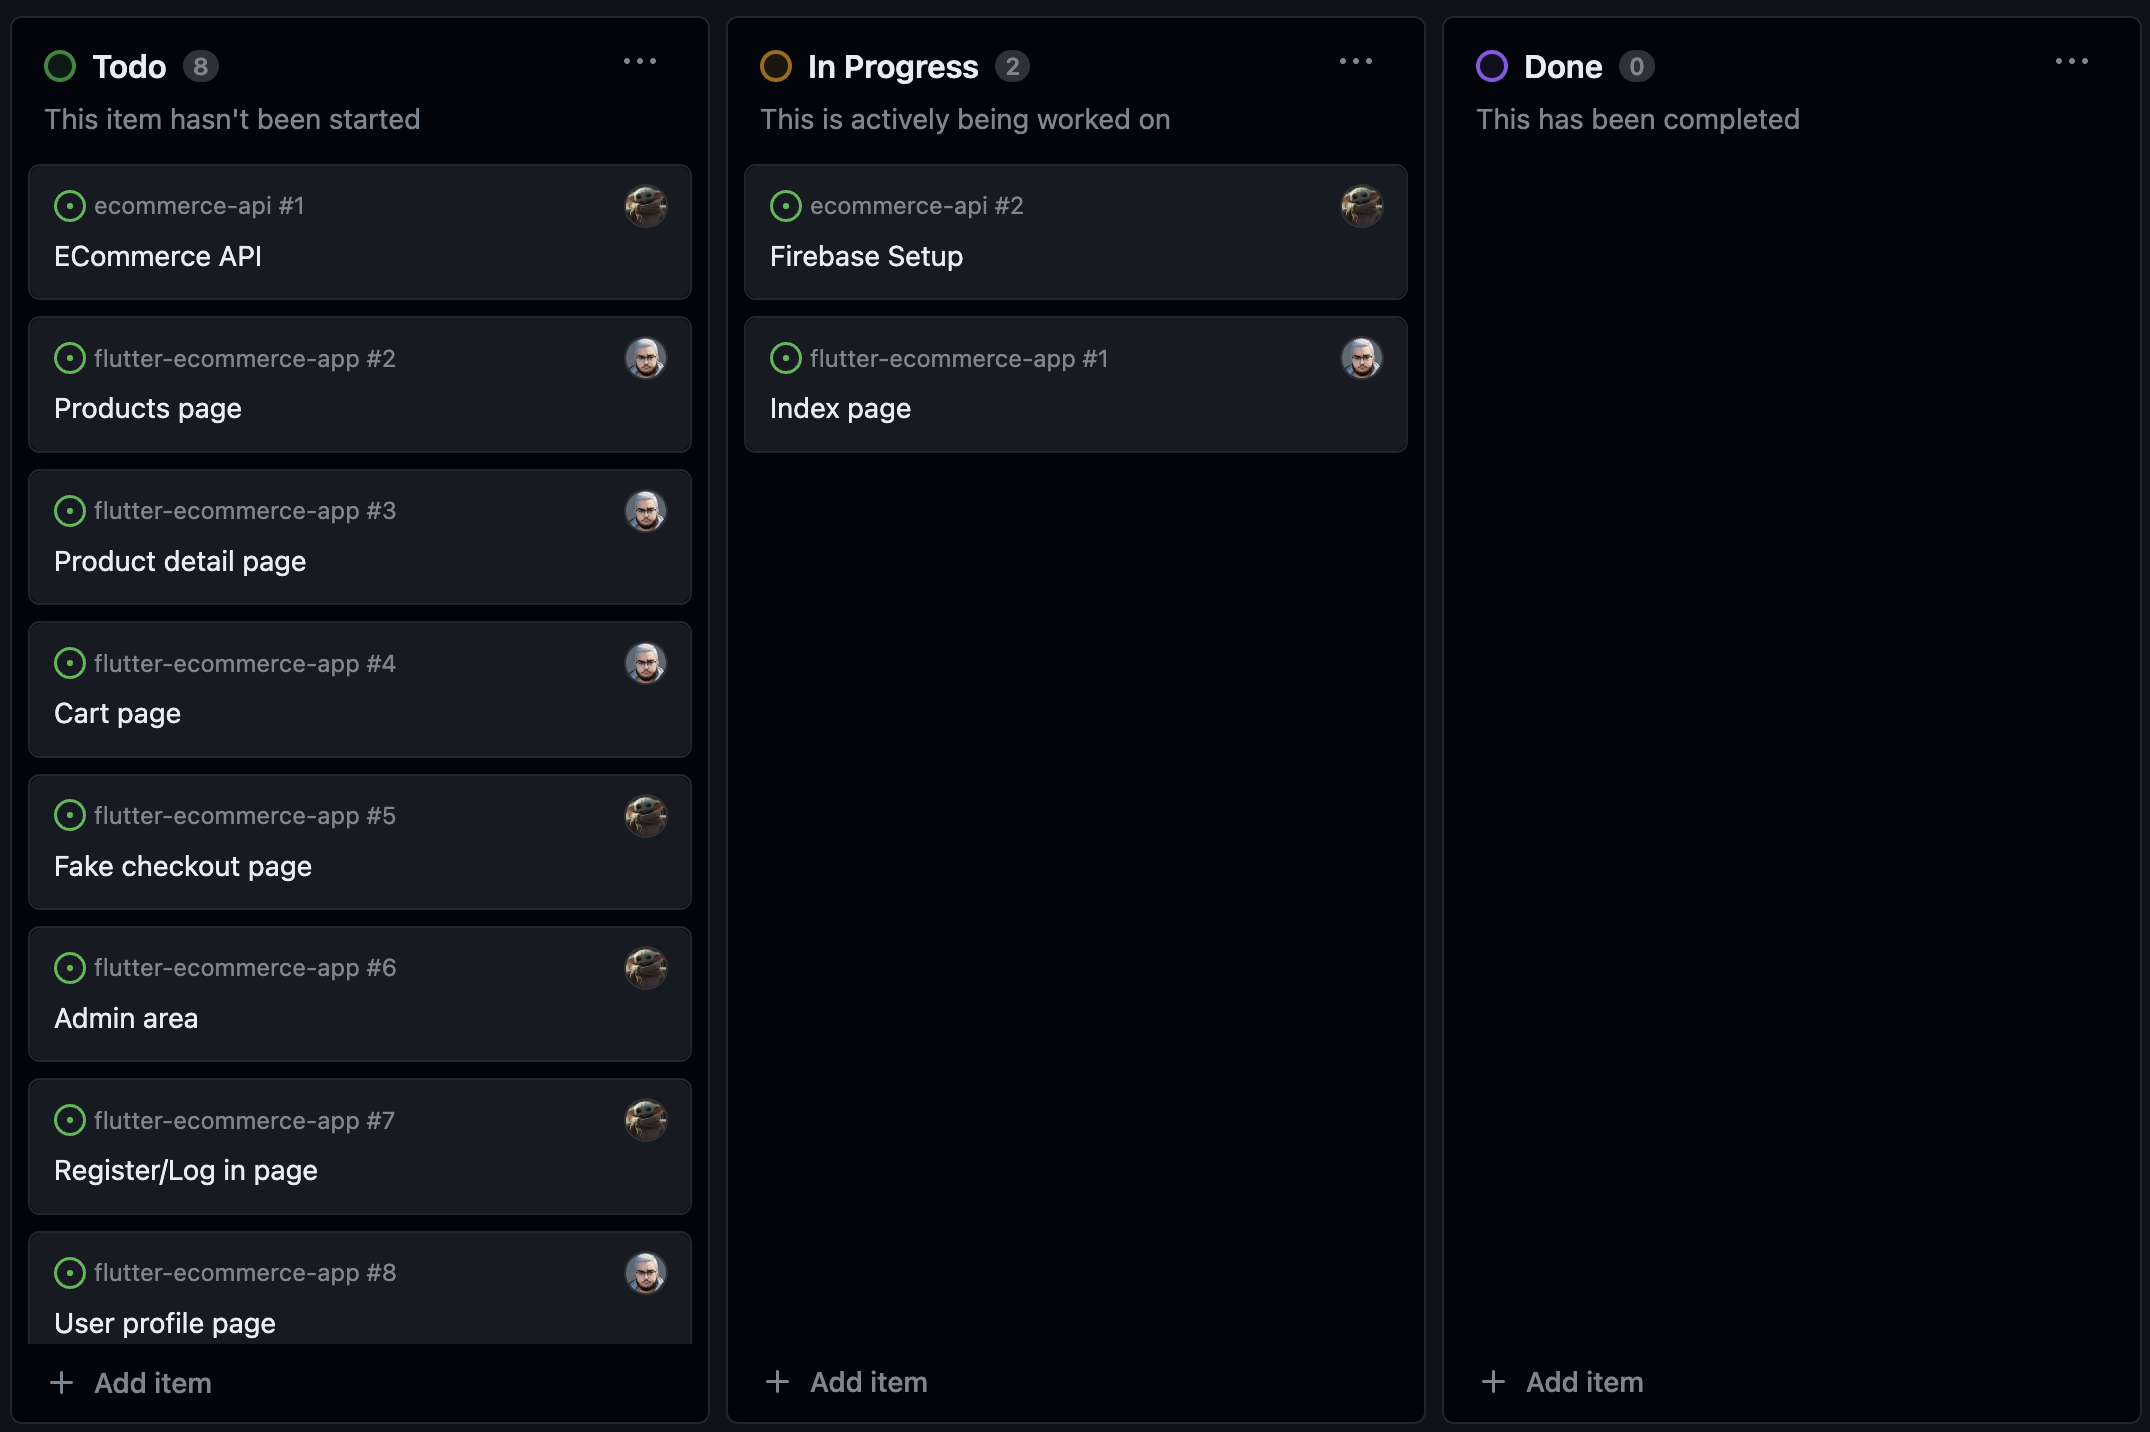 Todo 8
This item hasn't been started
ecommerce-api #1
ECommerce API
flutter-ecommerce-app #2
Products page
flutter-ecommerce-app #3
Product detail page
flutter-ecommerce-app #4
Cart page
flutter-ecommerce-app #5
Fake checkout page
flutter-ecommerce-app #6
Admin area
flutter-ecommerce-app #7
Register/Log in page
flutter-ecommerce-app #8
User profile page
+ Add item
In Progress 2
This is actively being worked on
ecommerce-api #2
Firebase Setup
flutter-ecommerce-app #1
Index page
+ Add item
Done 0
This has been completed
+ Add item